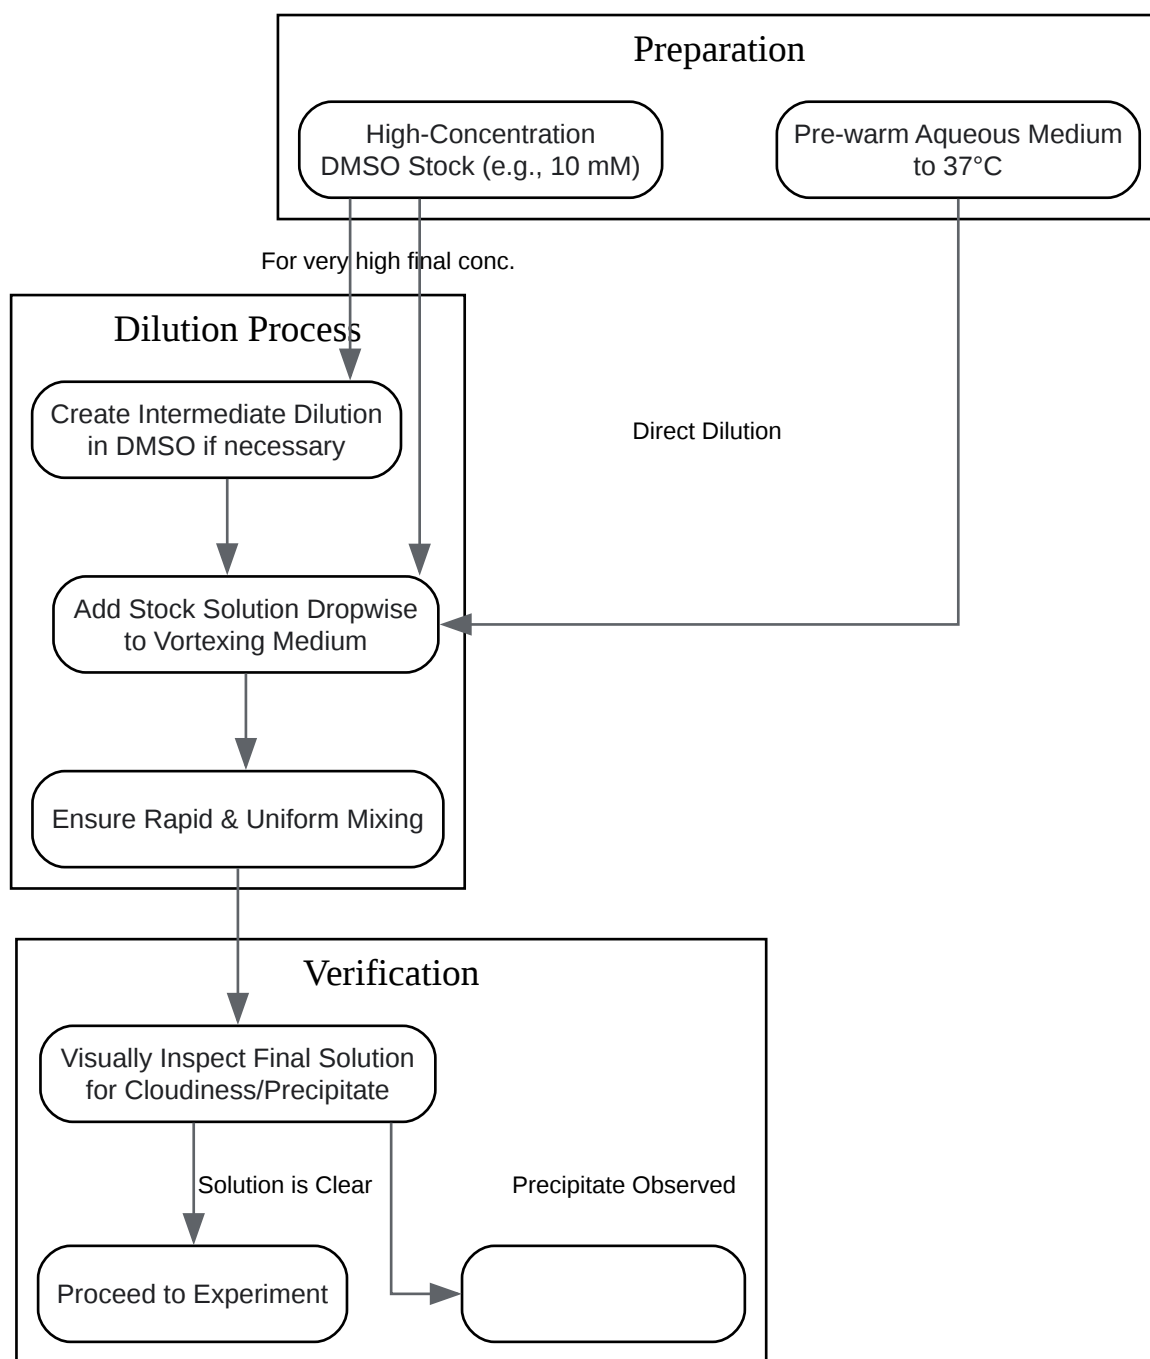 Preparation
High-Concentration
DMSO Stock (e.g., 10 mM)
Pre-warm Aqueous Medium
to 37°C
For very high final conc.
Dilution Process
Create Intermediate Dilution
in DMSO if necessary
Direct Dilution
Add Stock Solution Dropwise
to Vortexing Medium
Ensure Rapid & Uniform Mixing
Verification
Visually Inspect Final Solution
for Cloudiness/Precipitate
Solution is Clear
Precipitate Observed
Proceed to Experiment